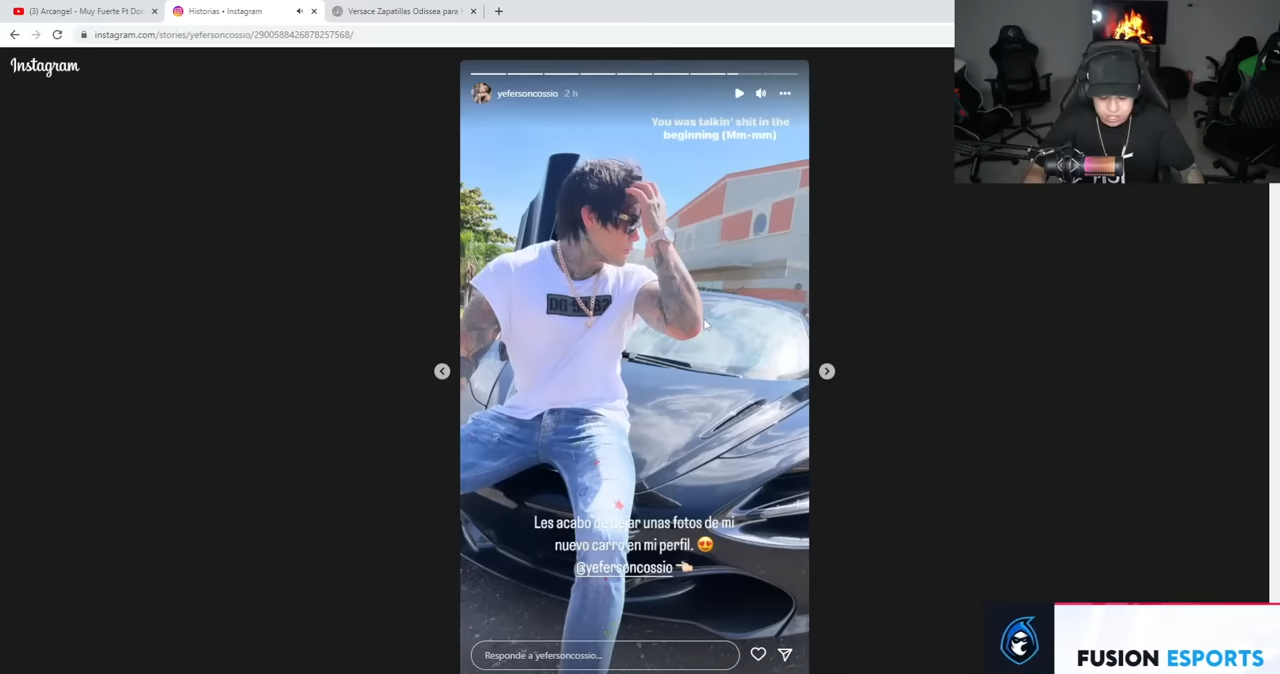 (3) Arcangel - Muy Fuerte Ft Don
Historias • Instagram
Versace Zapatillas Odissea para
instagram.com/stories/yefersoncossio/2900588426878257568/
Instagram
yefersoncossio 2 h
You was talkin' shit in the
beginning (Mm-mm)
Les acabo de dejar unas fotos de mi
nuevo carro en mi perfil. 😍
@yefersoncossio 👈🏻
Responde a yefersoncossio...
FUSION ESPORTS